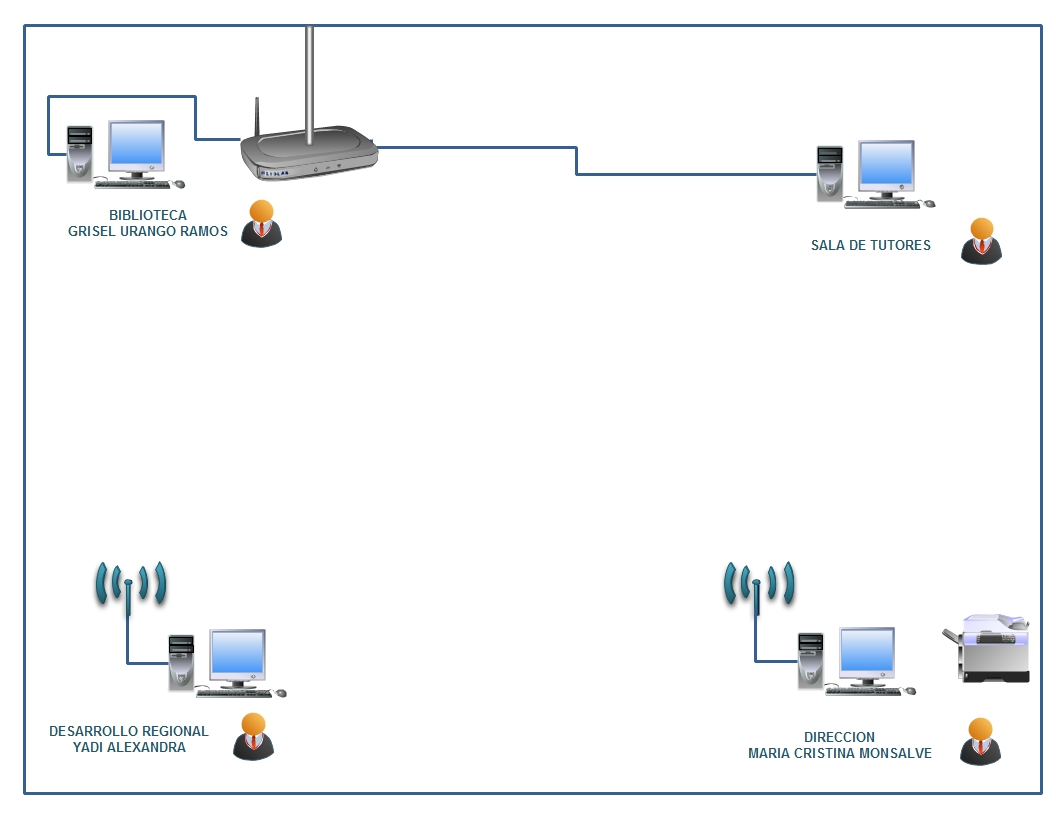 BIBLIOTECA
GRISEL URANGO RAMOS
SALA DE TUTORES
DESARROLLO REGIONAL
YADI ALEXANDRA
DIRECCION
MARIA CRISTINA MONSALVE